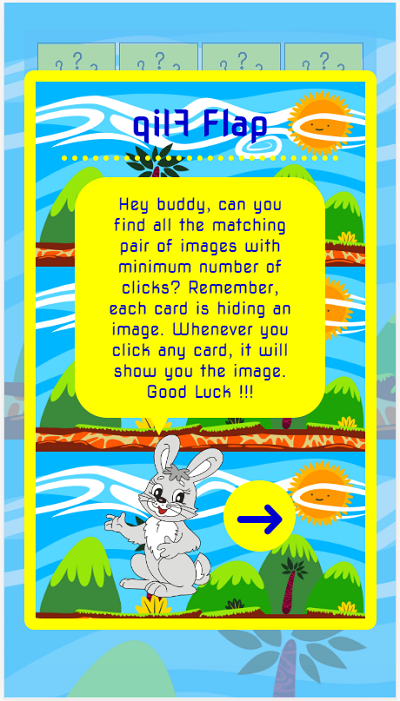 ? ? ? ? ? ? ? ? ? ? ? ?
qilꟻ Flap
Hey buddy, can you
find all the matching
pair of images with
minimum number of
clicks? Remember,
each card is hiding an
image. Whenever you
click any card, it will
show you the image.
Good Luck !!!